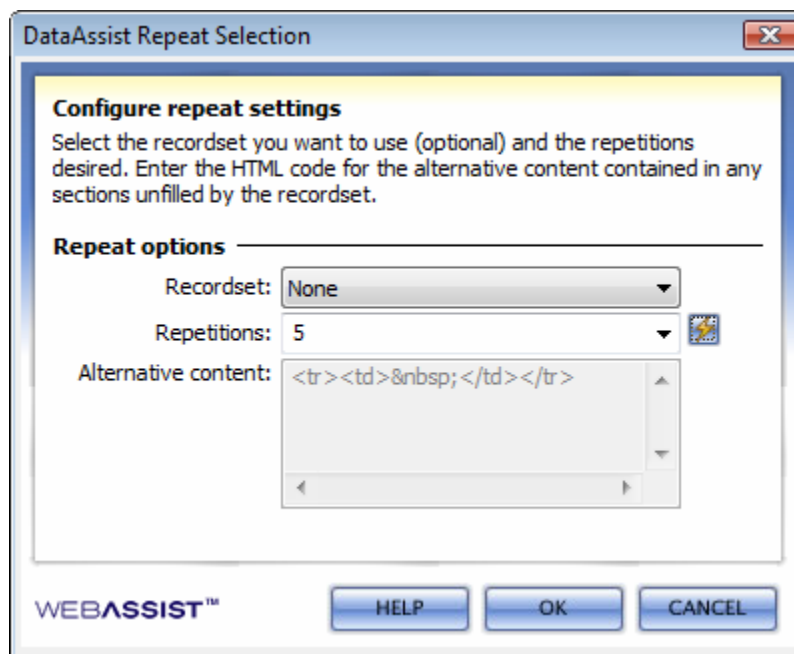 DataAssist Repeat Selection
Configure repeat settings
Select the recordset you want to use (optional) and the repetitions
desired. Enter the HTML code for the alternative content contained in any
sections unfilled by the recordset.
Repeat options
Recordset: None
Repetitions: 5
Alternative content: <tr><td>&nbsp;</td></tr>
WEBASSIST™ HELP OK CANCEL